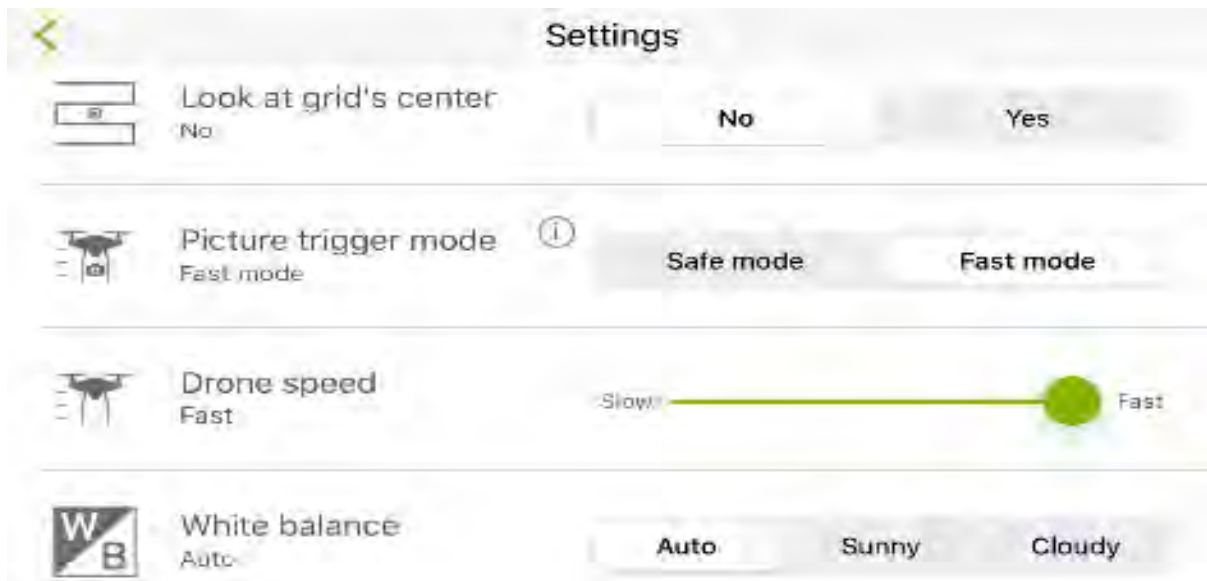 Settings
Look at grid's center
No
No Yes
Picture trigger mode i
Fast mode
Safe mode Fast mode
Drone speed
Fast
Slow Fast
W B
White balance
Auto
Auto Sunny Cloudy